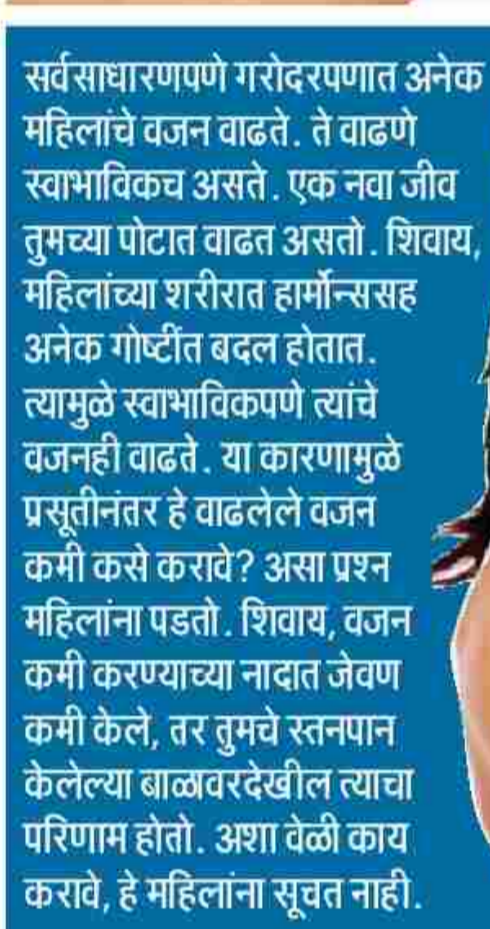 सर्वसाधारणपणे गरोदरपणात अनेक
महिलांचे वजन वाढते. ते वाढणे
स्वाभाविकच असते. एक नवा जीव
तुमच्या पोटात वाढत असतो. शिवाय,
महिलांच्या शरीरात हार्मोन्ससह
अनेक गोष्टींत बदल होतात.
त्यामुळे स्वाभाविकपणे त्यांचे
वजनही वाढते. या कारणामुळे
प्रसूतीनंतर हे वाढलेले वजन
कमी कसे करावे? असा प्रश्न
महिलांना पडतो. शिवाय, वजन
कमी करण्याच्या नादात जेवण
कमी केले, तर तुमचे स्तनपान
केलेल्या बाळावरदेखील त्याचा
परिणाम होतो. अशा वेळी काय
करावे, हे महिलांना सूचत नाही.